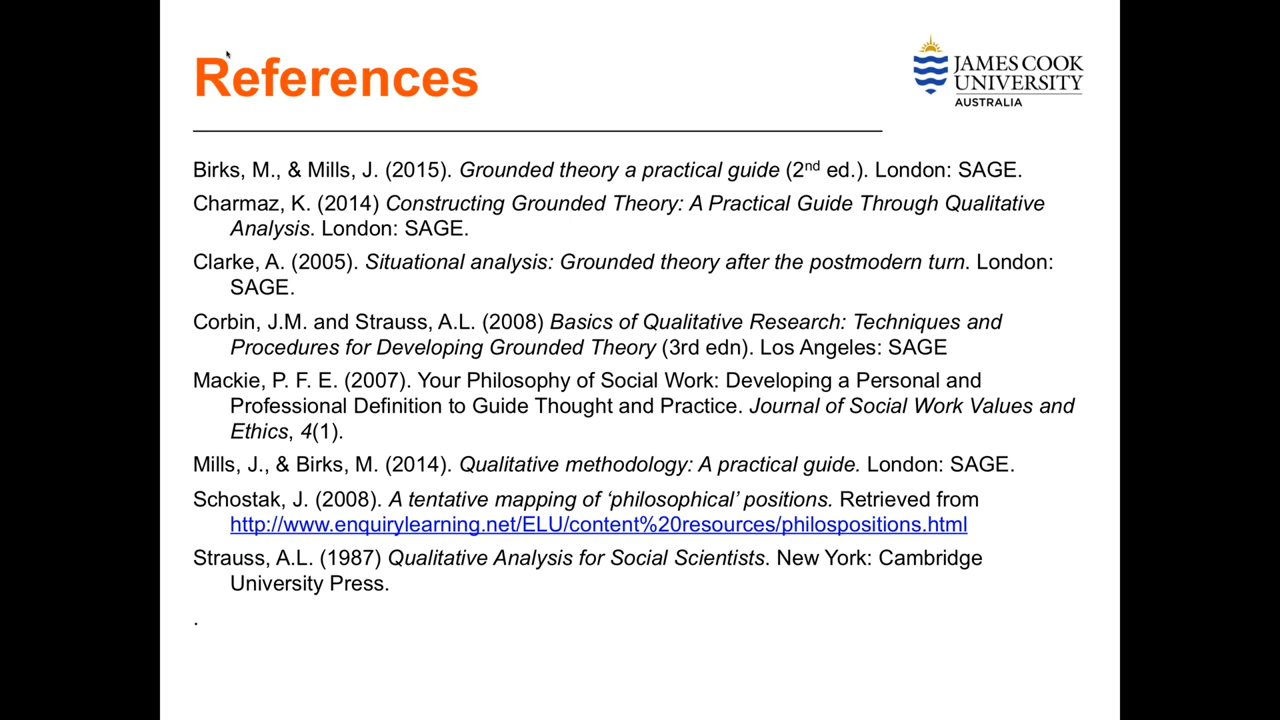 References
JAMES COOK
UNIVERSITY
AUSTRALIA
Birks, M., & Mills, J. (2015). Grounded theory a practical guide (2nd ed.). London: SAGE.
Charmaz, K. (2014) Constructing Grounded Theory: A Practical Guide Through Qualitative
Analysis. London: SAGE.
Clarke, A. (2005). Situational analysis: Grounded theory after the postmodern turn. London:
SAGE.
Corbin, J.M. and Strauss, A.L. (2008) Basics of Qualitative Research: Techniques and
Procedures for Developing Grounded Theory (3rd edn). Los Angeles: SAGE
Mackie, P. F. E. (2007). Your Philosophy of Social Work: Developing a Personal and
Professional Definition to Guide Thought and Practice. Journal of Social Work Values and
Ethics, 4(1).
Mills, J., & Birks, M. (2014). Qualitative methodology: A practical guide. London: SAGE.
Schostak, J. (2008). A tentative mapping of ‘philosophical’ positions. Retrieved from
http://www.enquirylearning.net/ELU/content%20resources/philospositions.html
Strauss, A.L. (1987) Qualitative Analysis for Social Scientists. New York: Cambridge
University Press.
.